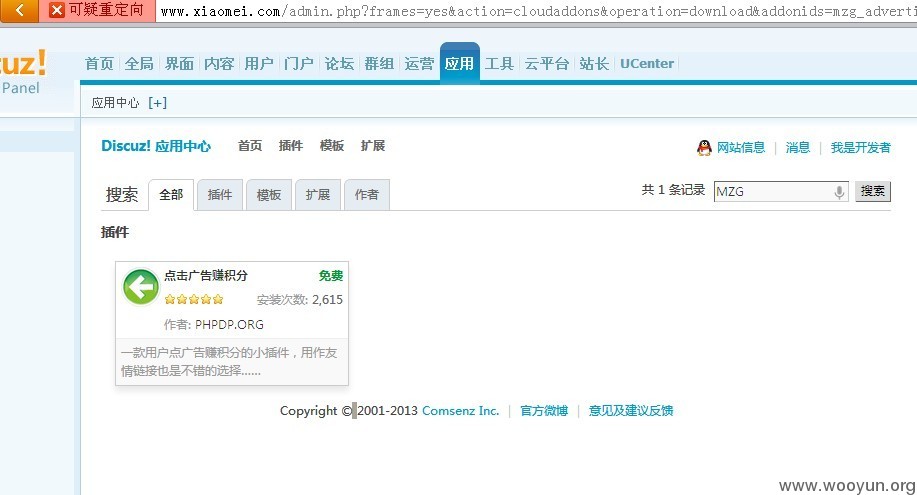 可疑重定向 www.xiaomei.com/admin.php?frames=yes&action=cloudaddons&operation=download&addonids=mzg_adverti
cuz!
Panel
首页 全局 界面 内容 用户 门户 论坛 群组 运营 应用 工具 云平台 站长 UCenter
应用中心 [+]
Discuz! 应用中心 首页 插件 模板 扩展 网站信息 | 消息 | 我是开发者
搜索 全部 插件 模板 扩展 作者 共 1 条记录 MZG 搜索
插件
点击广告赚积分 免费
安装次数: 2,615
作者: PHPDP.ORG
一款用户点广告赚积分的小插件，用作友
情链接也是不错的选择......
Copyright © 2001-2013 Comsenz Inc. | 官方微博 | 意见及建议反馈
www.wooyun.org